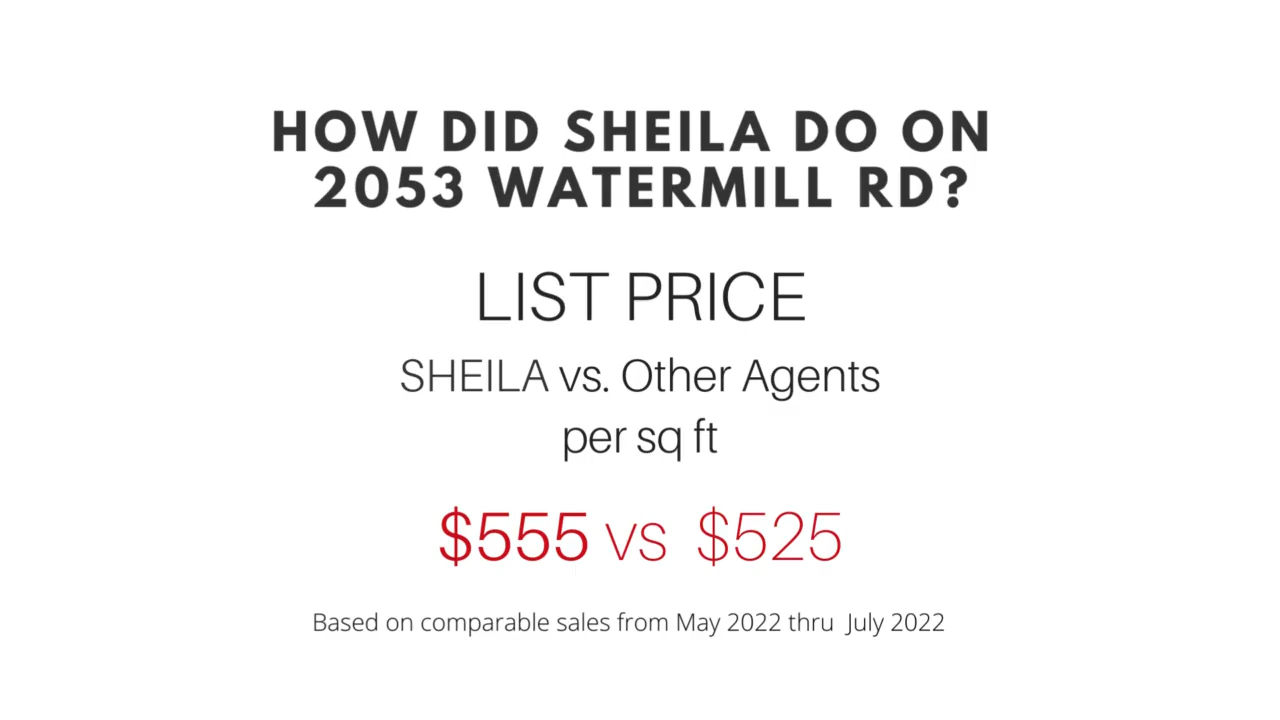 HOW DID SHEILA DO ON
2053 WATERMILL RD?
LIST PRICE
SHEILA vs. Other Agents
per sq ft
$555 vs $525
Based on comparable sales from May 2022 thru July 2022